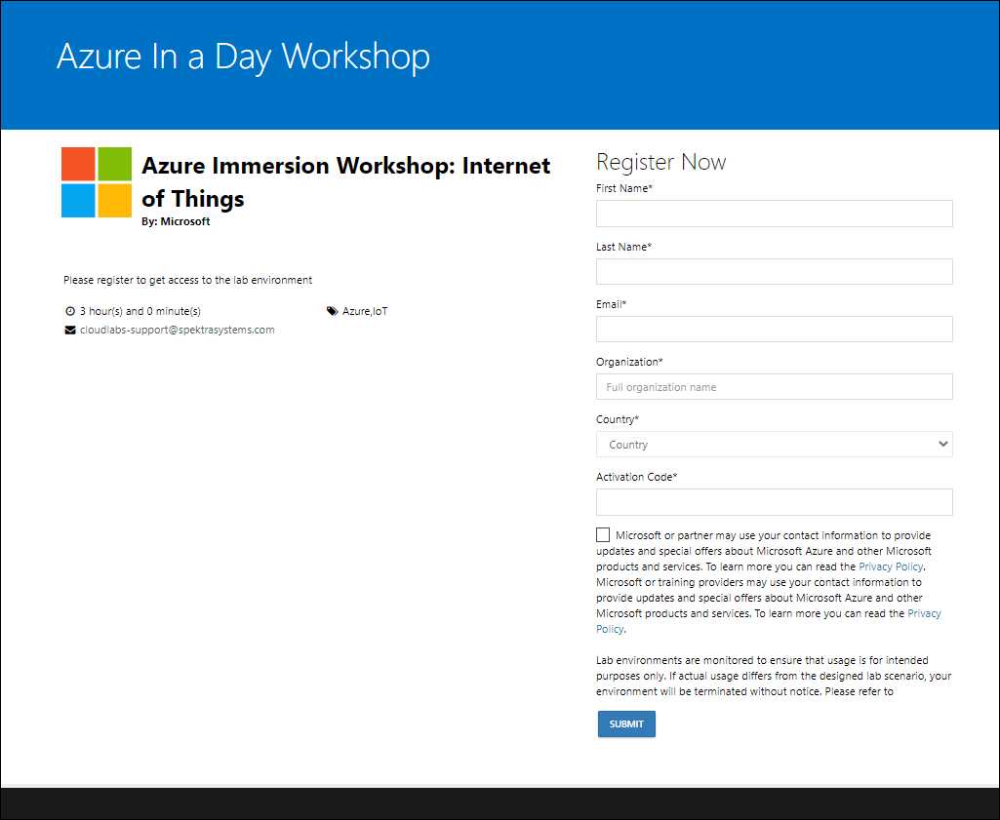 Azure In a Day Workshop
Azure Immersion Workshop: Internet
of Things
By: Microsoft
Please register to get access to the lab environment
3 hour(s) and 0 minute(s)
Azure,IoT
cloudlabs-support@spektrasystems.com
Register Now
First Name*
Last Name*
Email*
Organization*
Full organization name
Country*
Country
Activation Code*
Microsoft or partner may use your contact information to provide
updates and special offers about Microsoft Azure and other Microsoft
products and services. To learn more you can read the Privacy Policy.
Microsoft or training providers may use your contact information to
provide updates and special offers about Microsoft Azure and other
Microsoft products and services. To learn more you can read the Privacy
Policy.
Lab environments are monitored to ensure that usage is for intended
purposes only. If actual usage differs from the designed lab scenario, your
environment will be terminated without notice. Please refer to
SUBMIT